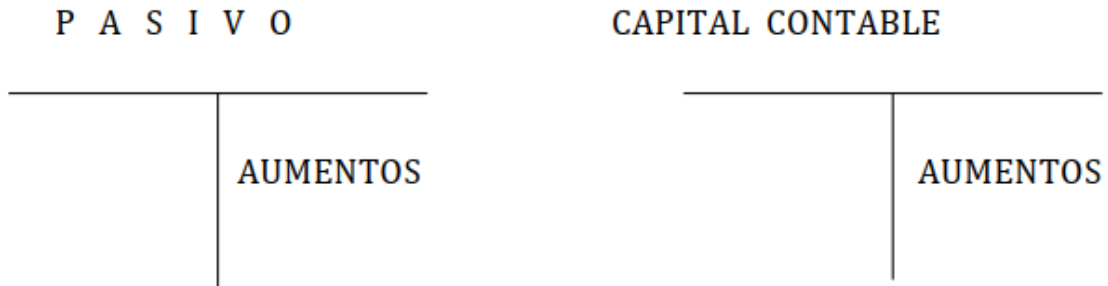 P A S I V O CAPITAL CONTABLE
AUMENTOS AUMENTOS